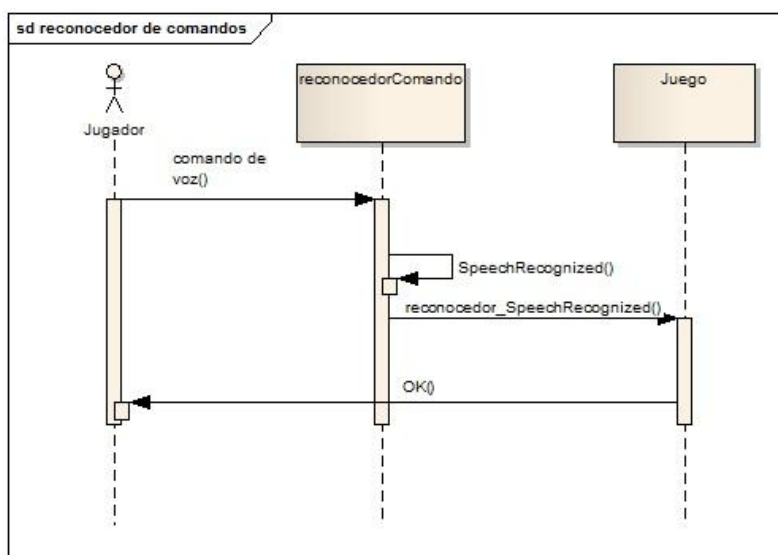 sd reconocedor de comandos
Jugador
reconocedorComando
Juego
comando de
voz()
SpeechRecognized()
reconocedor_SpeechRecognized()
OK()